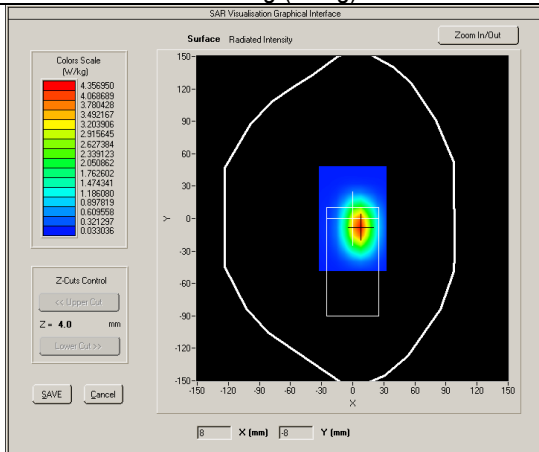 SAR Visualisation Graphical Interface
Surface Radiated Intensity
Zoom In/Out
Colors Scale
(W/kg)
4.356950
4.068689
3.780428
3.492167
3.203906
2.915645
2.627384
2.339123
2.050862
1.762602
1.474341
1.186080
0.897819
0.609558
0.321297
0.033036
150
120
90
60
30
0
-30
-60
-90
-120
-150
Y
-150 -120 -90 -60 -30 0 30 60 90 120 150
X
Z-Cuts Control
<< Upper Cut
Z = 4.0 mm
Lower Cut >>
SAVE Cancel
8 X (mm) -8 Y (mm)